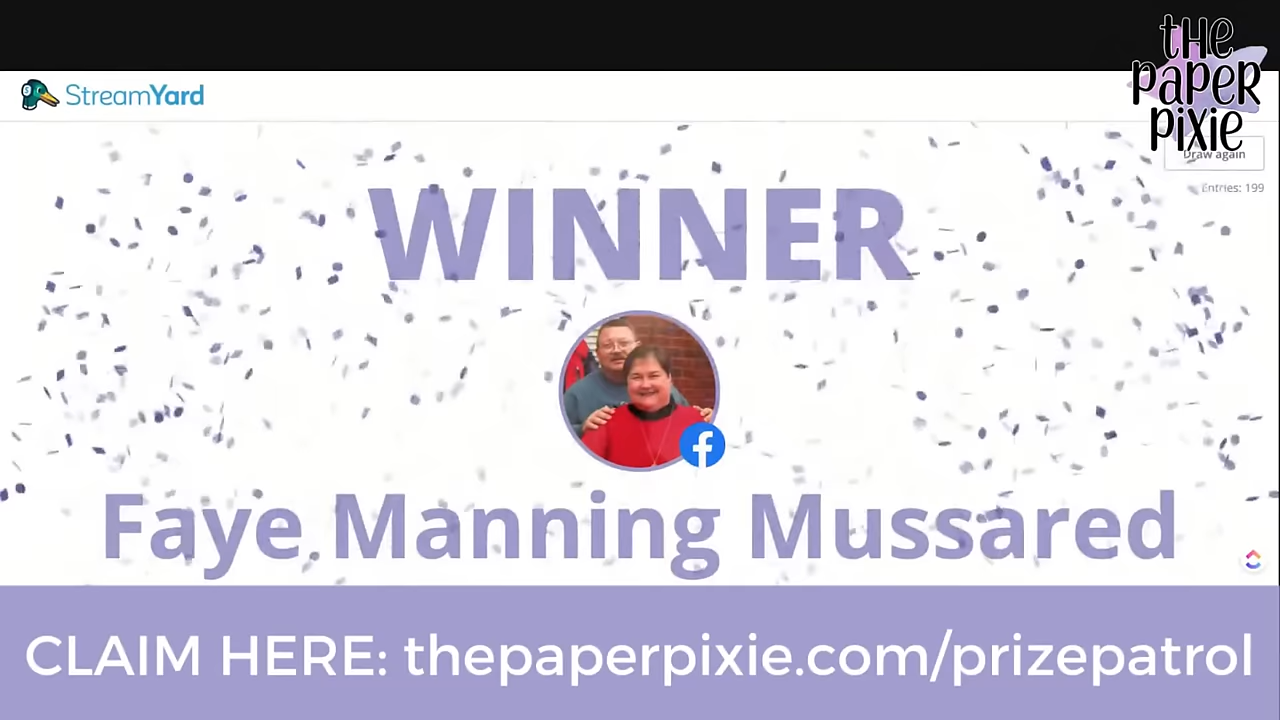 the
paper
pixie
StreamYard
Draw again
Entries: 199
WINNER
Faye Manning Mussared
CLAIM HERE: thepaperpixie.com/prizepatrol